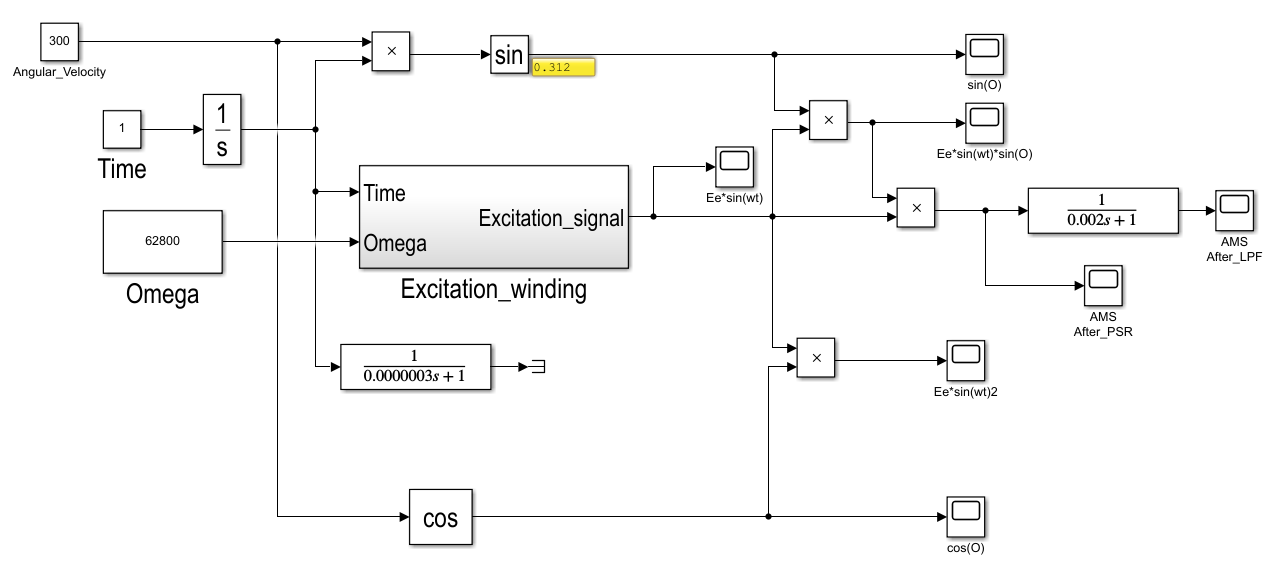 300
Angular_Velocity
×
sin
0.312
sin(O)
1
Time
1
s
×
Ee*sin(wt)*sin(O)
Ee*sin(wt)
Time
Excitation_signal
Omega
Excitation_winding
62800
Omega
×
1
0.002s + 1
AMS
After_LPF
AMS
After_PSR
1
0.0000003s + 1
×
Ee*sin(wt)2
cos
cos(O)